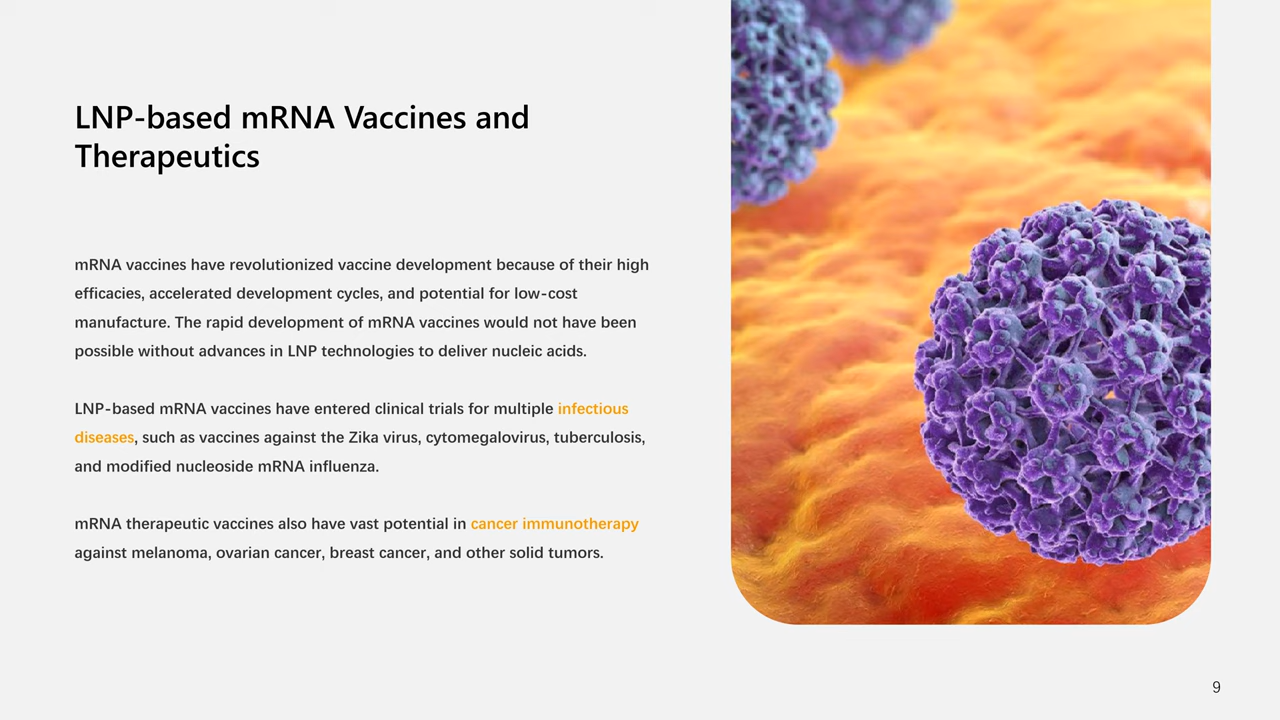 LNP-based mRNA Vaccines and
Therapeutics
mRNA vaccines have revolutionized vaccine development because of their high
efficacies, accelerated development cycles, and potential for low-cost
manufacture. The rapid development of mRNA vaccines would not have been
possible without advances in LNP technologies to deliver nucleic acids.
LNP-based mRNA vaccines have entered clinical trials for multiple infectious
diseases, such as vaccines against the Zika virus, cytomegalovirus, tuberculosis,
and modified nucleoside mRNA influenza.
mRNA therapeutic vaccines also have vast potential in cancer immunotherapy
against melanoma, ovarian cancer, breast cancer, and other solid tumors.
9